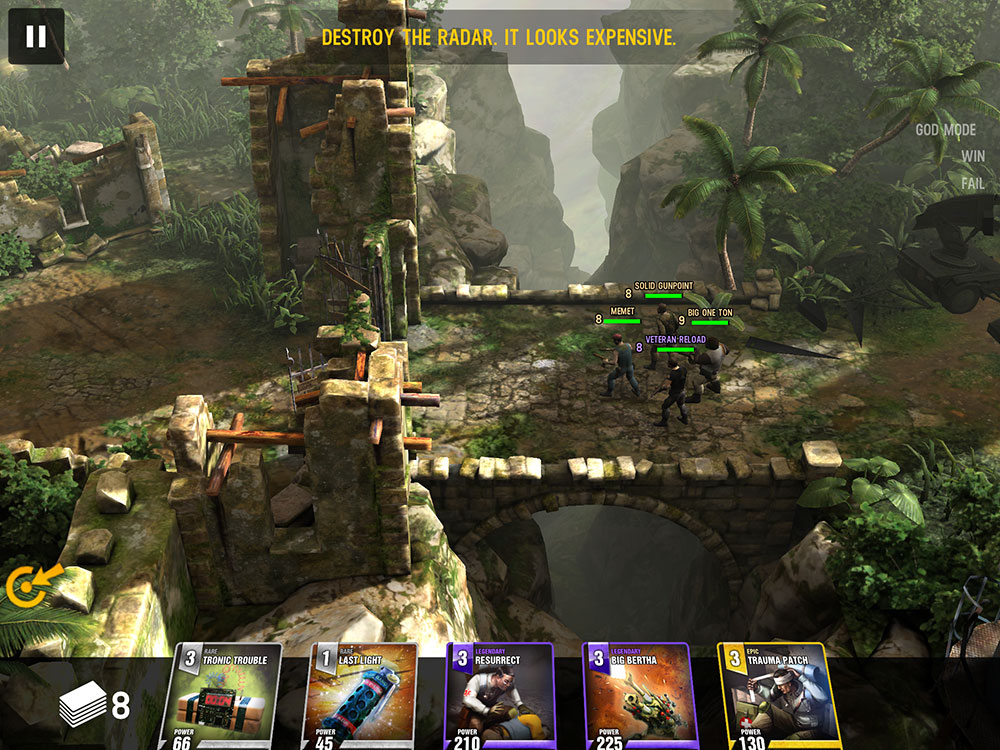 DESTROY THE RADAR. IT LOOKS EXPENSIVE.
GOD MODE
WIN
FAIL
SOLID GUNPOINT
8
MEMET
8
BIG ONE TON
9
VETERAN-RELOAD
8
8
3 RARE
TRONIC TROUBLE
POWER
66
1 RARE
LAST LIGHT
POWER
45
3 LEGENDARY
RESURRECT
POWER
210
3 LEGENDARY
BIG BERTHA
POWER
225
3 EPIC
TRAUMA PATCH
POWER
130